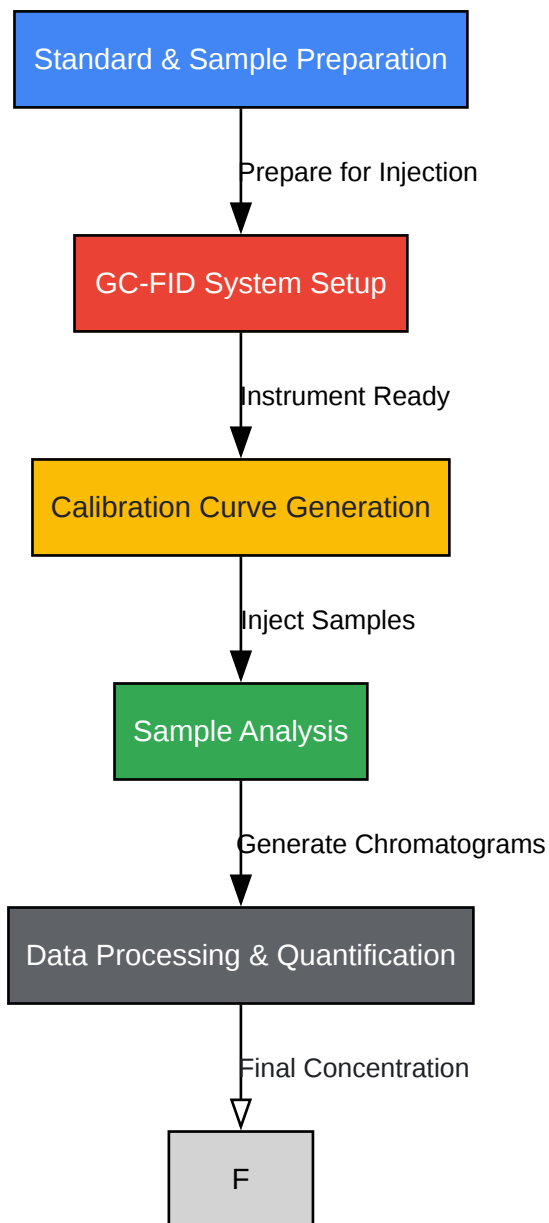 Standard & Sample Preparation
Prepare for Injection
GC-FID System Setup
Instrument Ready
Calibration Curve Generation
Inject Samples
Sample Analysis
Generate Chromatograms
Data Processing & Quantification
Final Concentration
F